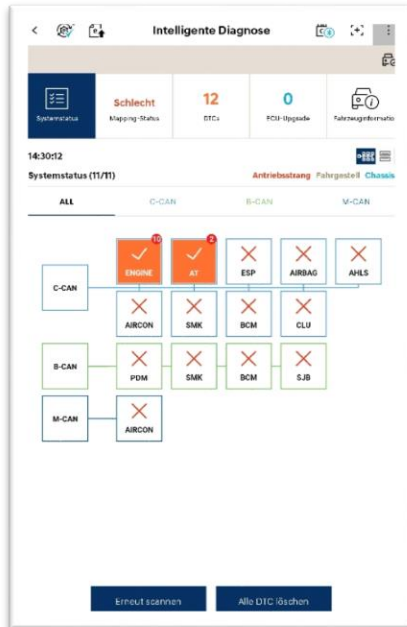 Intelligente Diagnose
Systemstatus
Schlecht
Mapping-Status
12
DTCs
0
ECU-Upgrade
Fahrzeuginformatio
14:30:12
Systemstatus (11/11)
Antriebsstrang Fahrgestell Chassis
ALL C-CAN B-CAN M-CAN
10 2
ENGINE AT ESP AIRBAG AHLS
C-CAN
AIRCON SMK BCM CLU
B-CAN
PDM SMK BCM SJB
M-CAN
AIRCON
Erneut scannen Alle DTC löschen